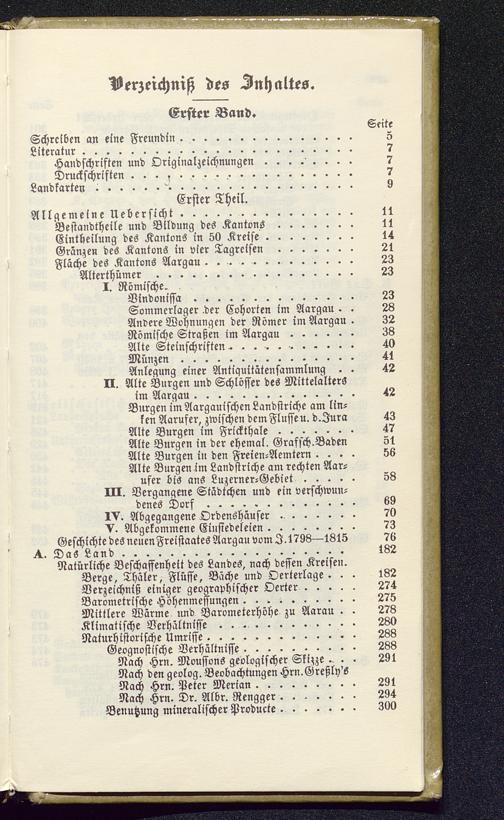 Verzeichniß des Inhaltes.
Erster Band.
Seite
Schreiben an eine Freundin . . . . . . . . . . . . . . 5
Literatur . . . . . . . . . . . . . . 7
Handschriften und Originalzeichnungen . . . . . . . . 7
Druckschriften . . . . . . . . . . . . . . 7
Landkarten . . . . . . . . . . . . . . 9
Erster Theil.
Allgemeine Uebersicht . . . . . . . . . . . . . . 11
Bestandtheile und Bildung des Kantons . . . . . . . 11
Eintheilung des Kantons in 50 Kreise . . . . . . . 14
Gränzen des Kantons in vier Tagreisen . . . . . . . 21
Fläche des Kantons Aargau . . . . . . . . . . . . 23
Alterthümer . . . . . . . . . . . . . . 23
I. Römische.
Vindonissa . . . . . . . . . . . . 23
Sommerlager der Cohorten im Aargau . . 28
Andere Wohnungen der Römer im Aargau . 32
Römische Straßen im Aargau . . . . . . 38
Alte Steinschriften . . . . . . . . . . 40
Münzen . . . . . . . . . . . . . . 41
Anlegung einer Antiquitätensammlung . . 42
II. Alte Burgen und Schlösser des Mittelalters
im Aargau . . . . . . . . . . . . 42
Burgen im Aargauischen Landstriche am lin-
ken Aarufer, zwischen dem Flusse u. d. Jura 43
Alte Burgen im Frickthale . . . . . . . 47
Alte Burgen in der ehemal. Grafsch. Baden 51
Alte Burgen in den Freien-Aemtern . . . . 56
Alte Burgen im Landstriche am rechten Aar-
ufer bis ans Luzerner-Gebiet . . . . . 58
III. Vergangene Städtchen und ein verschwun-
denes Dorf . . . . . . . . . . . . 69
IV. Abgegangene Ordenshäuser . . . . . . . 70
V. Abgekommene Einsiedeleien . . . . . . . 73
Geschichte des neuen Freistaates Aargau vom J. 1798—1815 76
A. Das Land . . . . . . . . . . . . . . 182
Natürliche Beschaffenheit des Landes, nach dessen Kreisen.
Berge, Thäler, Flüsse, Bäche und Oerterlage . . . 182
Verzeichniß einiger geographischer Oerter . . . . . 274
Barometrische Höhenmessungen . . . . . . . . . 275
Mittlere Wärme und Barometerhöhe zu Aarau . . 278
Klimatische Verhältnisse . . . . . . . . . . . 280
Naturhistorische Umrisse . . . . . . . . . . . 288
Geognostische Verhältnisse . . . . . . . . . . 288
Nach Hrn. Moussons geologischer Skizze . . . 291
Nach den geolog. Beobachtungen Hrn. Greßly's
Nach Hrn. Peter Merian . . . . . . . . 291
Nach Hrn. Dr. Albr. Rengger . . . . . . 294
Benutzung mineralischer Producte . . . . . . . 300